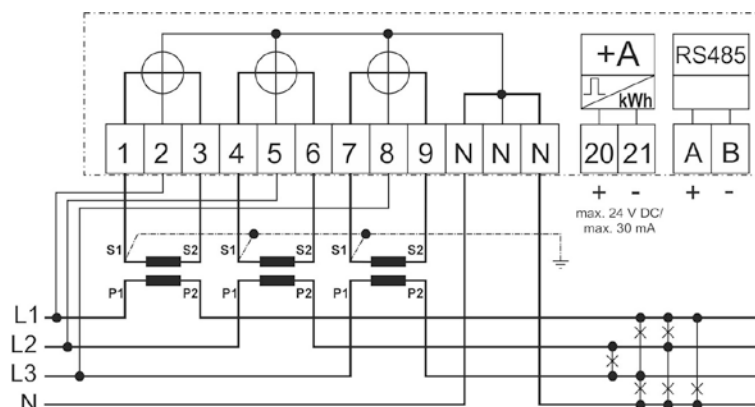 +A RS485
kWh
1 2 3 4 5 6 7 8 9 N N N 20 21 A B
+ - + -
max. 24 V DC/
max. 30 mA
S1 S2 S1 S2 S1 S2
P1 P2 P1 P2 P1 P2
L1
L2
L3
N